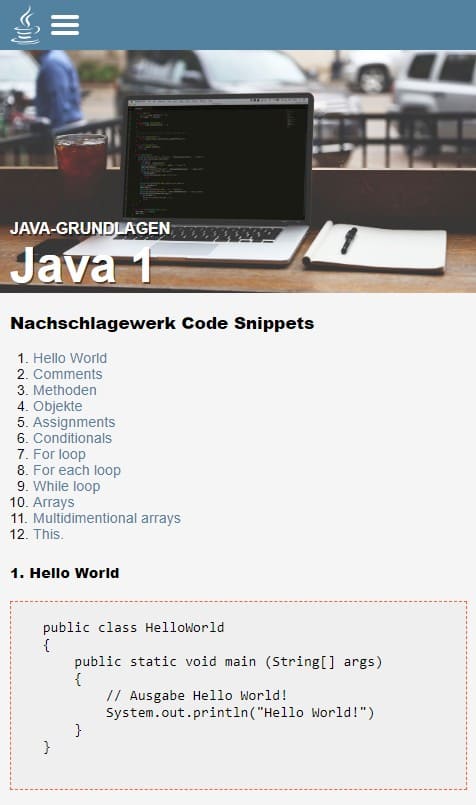 JAVA-GRUNDLAGEN
Java 1
Nachschlagewerk Code Snippets
1. Hello World
2. Comments
3. Methoden
4. Objekte
5. Assignments
6. Conditionals
7. For loop
8. For each loop
9. While loop
10. Arrays
11. Multidimentional arrays
12. This.
1. Hello World
public class HelloWorld
{
    public static void main (String[] args)
    {
        // Ausgabe Hello World!
        System.out.println("Hello World!")
    }
}